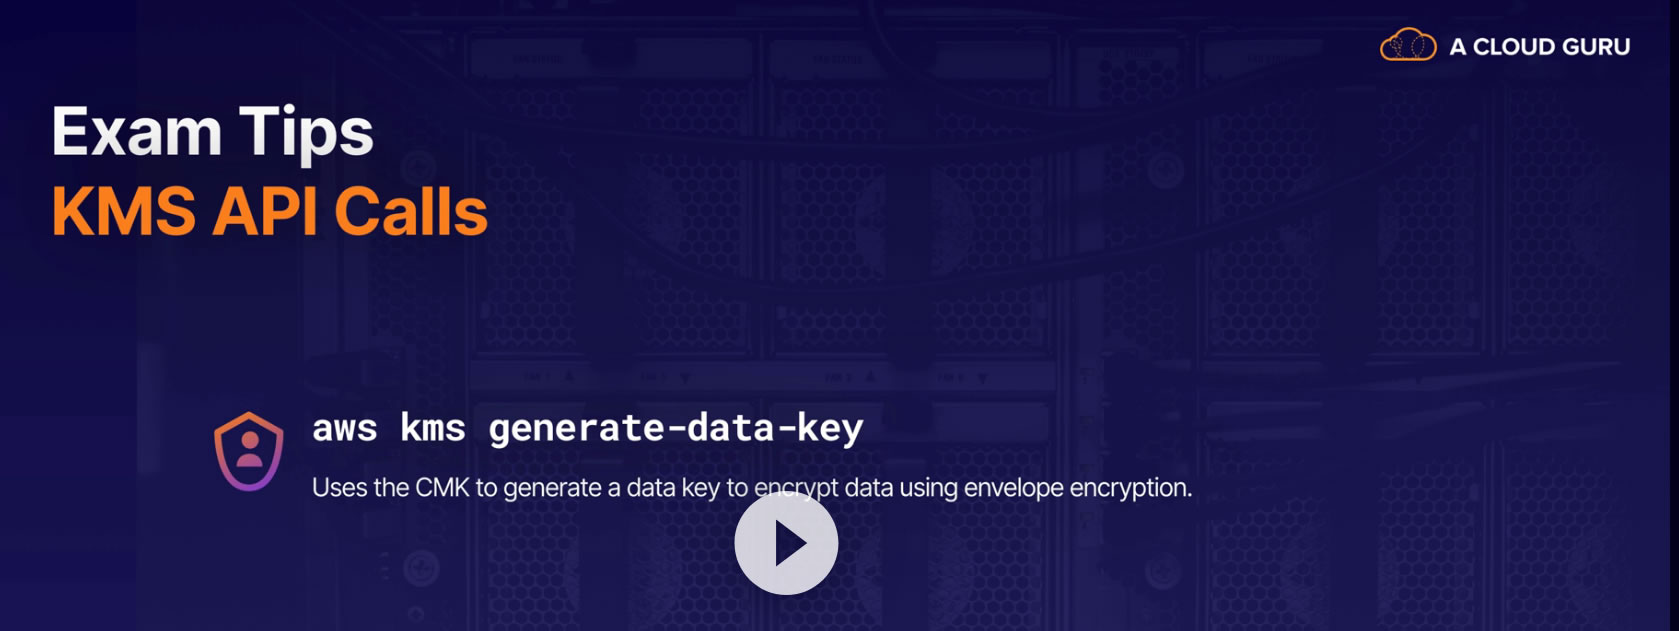 A CLOUD GURU
Exam Tips
KMS API Calls
aws kms generate-data-key
Uses the CMK to generate a data key to encrypt data using envelope encryption.